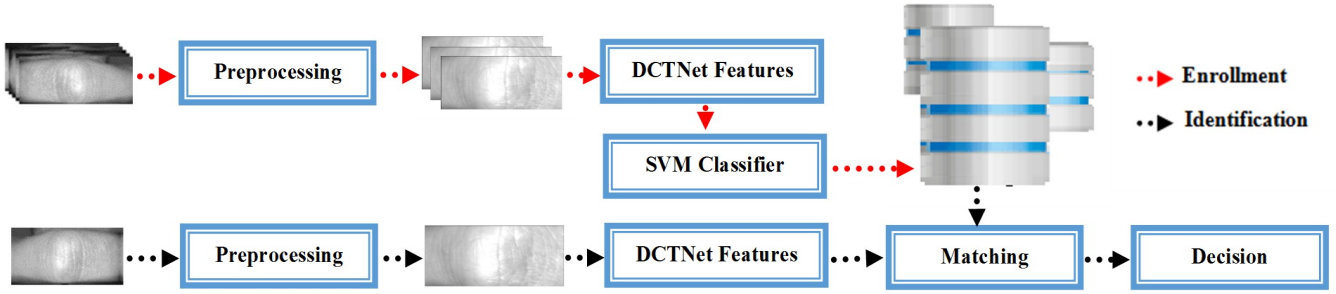 Preprocessing
DCTNet Features
Enrollment
Identification
SVM Classifier
Preprocessing
DCTNet Features
Matching
Decision